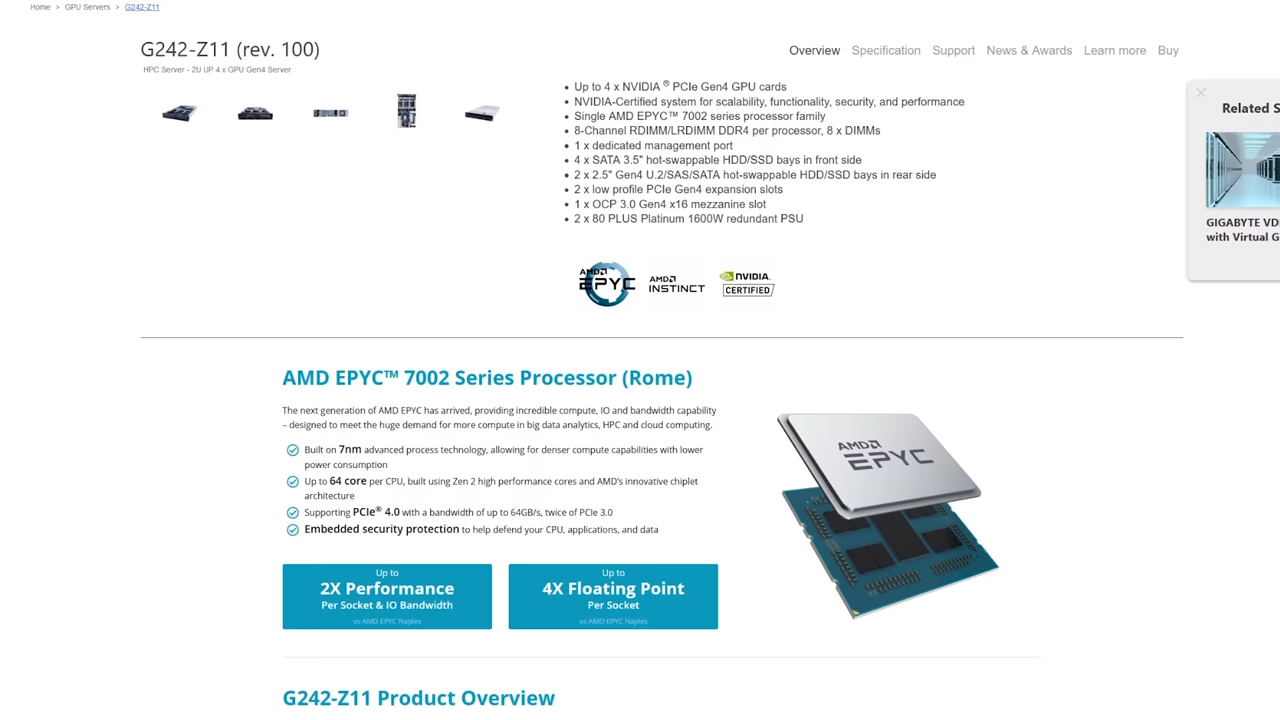 Home > GPU Servers > G242-Z11
G242-Z11 (rev. 100)
HPC Server - 2U UP 4 x GPU Gen4 Server
Overview Specification Support News & Awards Learn more Buy
Up to 4 x NVIDIA ® PCIe Gen4 GPU cards
NVIDIA-Certified system for scalability, functionality, security, and performance
Single AMD EPYC™ 7002 series processor family
8-Channel RDIMM/LRDIMM DDR4 per processor, 8 x DIMMs
1 x dedicated management port
4 x SATA 3.5" hot-swappable HDD/SSD bays in front side
2 x 2.5" Gen4 U.2/SAS/SATA hot-swappable HDD/SSD bays in rear side
2 x low profile PCIe Gen4 expansion slots
1 x OCP 3.0 Gen4 x16 mezzanine slot
2 x 80 PLUS Platinum 1600W redundant PSU
Related S
GIGABYTE VD
with Virtual G
AMD
EPYC
AMD
INSTINCT
NVIDIA.
CERTIFIED
AMD EPYC™ 7002 Series Processor (Rome)
The next generation of AMD EPYC has arrived, providing incredible compute, IO and bandwidth capability
– designed to meet the huge demand for more compute in big data analytics, HPC and cloud computing.
Built on 7nm advanced process technology, allowing for denser compute capabilities with lower
power consumption
Up to 64 core per CPU, built using Zen 2 high performance cores and AMD's innovative chiplet
architecture
Supporting PCIe® 4.0 with a bandwidth of up to 64GB/s, twice of PCIe 3.0
Embedded security protection to help defend your CPU, applications, and data
Up to
2X Performance
Per Socket & IO Bandwidth
vs AMD EPYC Naples
Up to
4X Floating Point
Per Socket
vs AMD EPYC Naples
AMD
EPYC
G242-Z11 Product Overview